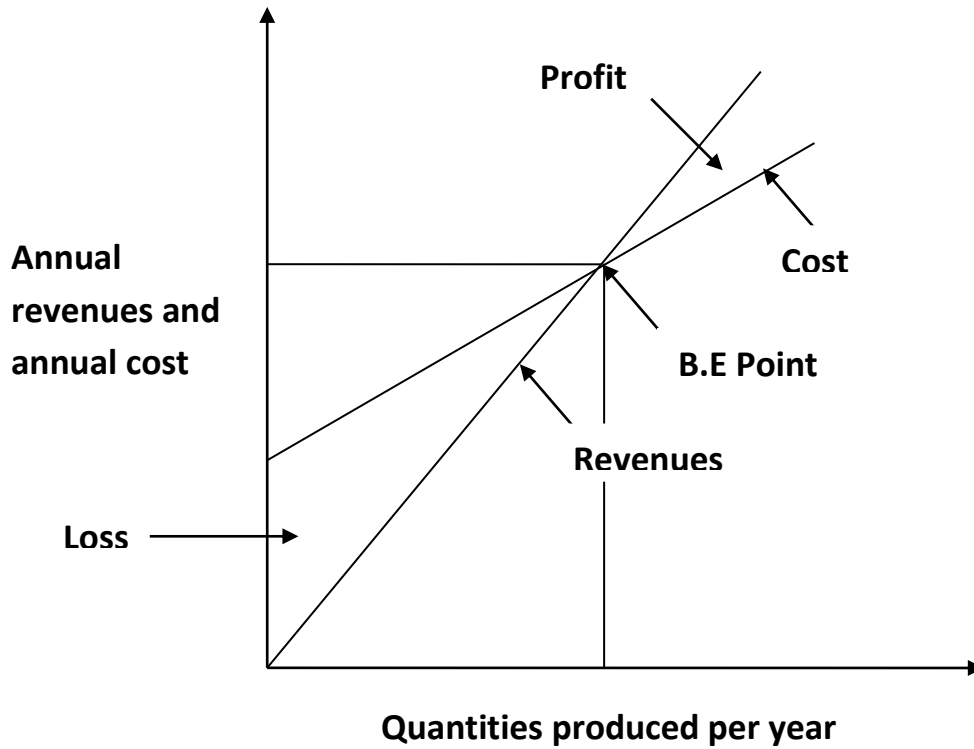 Profit
Annual
revenues and
annual cost
Cost
B.E Point
Revenues
Loss
Quantities produced per year